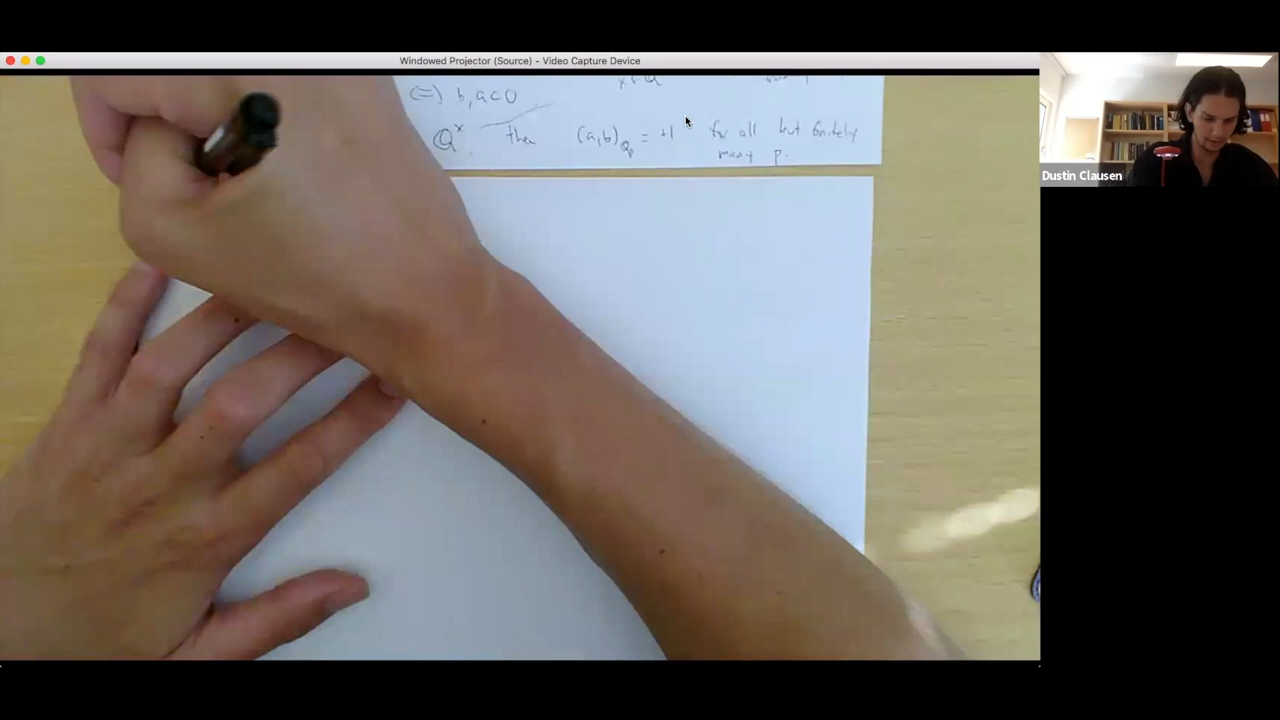 Windowed Projector (Source) - Video Capture Device
(=) b, a < 0
Q^x. then (a,b)_{Q_p} = +1 for all but finitely
many p.
Dustin Clausen